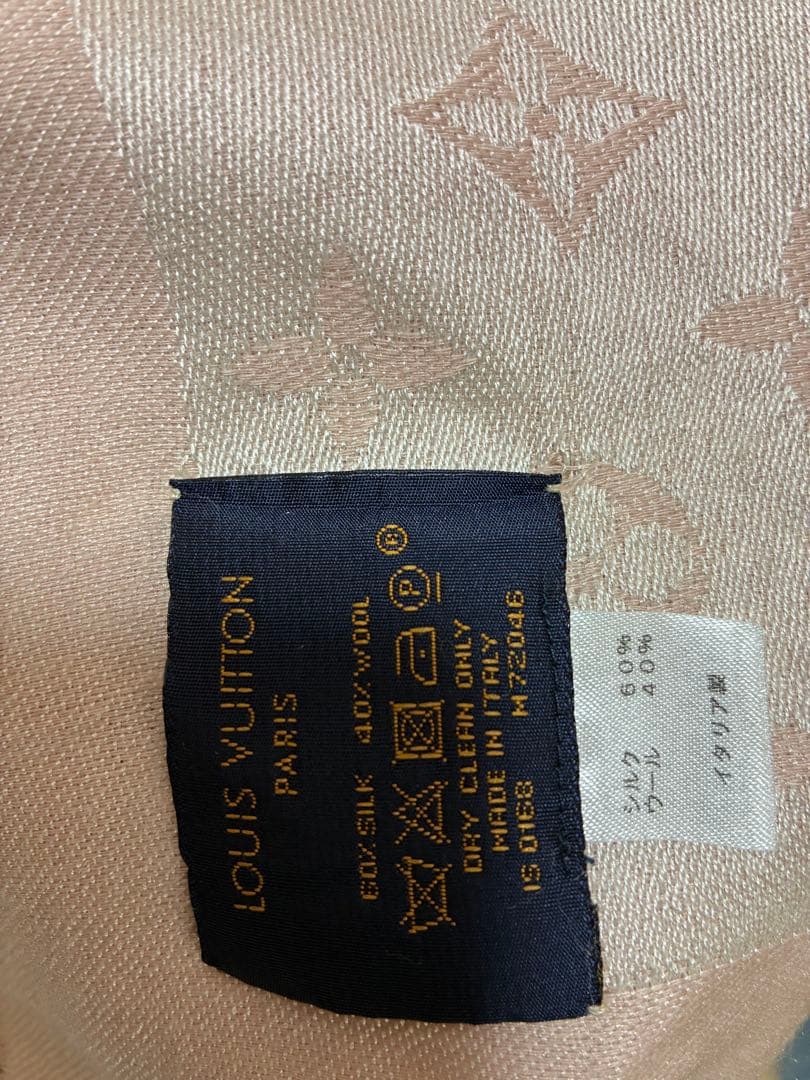 LOUIS VUITTON
PARIS
60% SILK 40% WOOL
P
®
DRY CLEAN ONLY
MADE IN ITALY
IS 0168 M72046
シルク 60%
ウール 40%
イタリア製